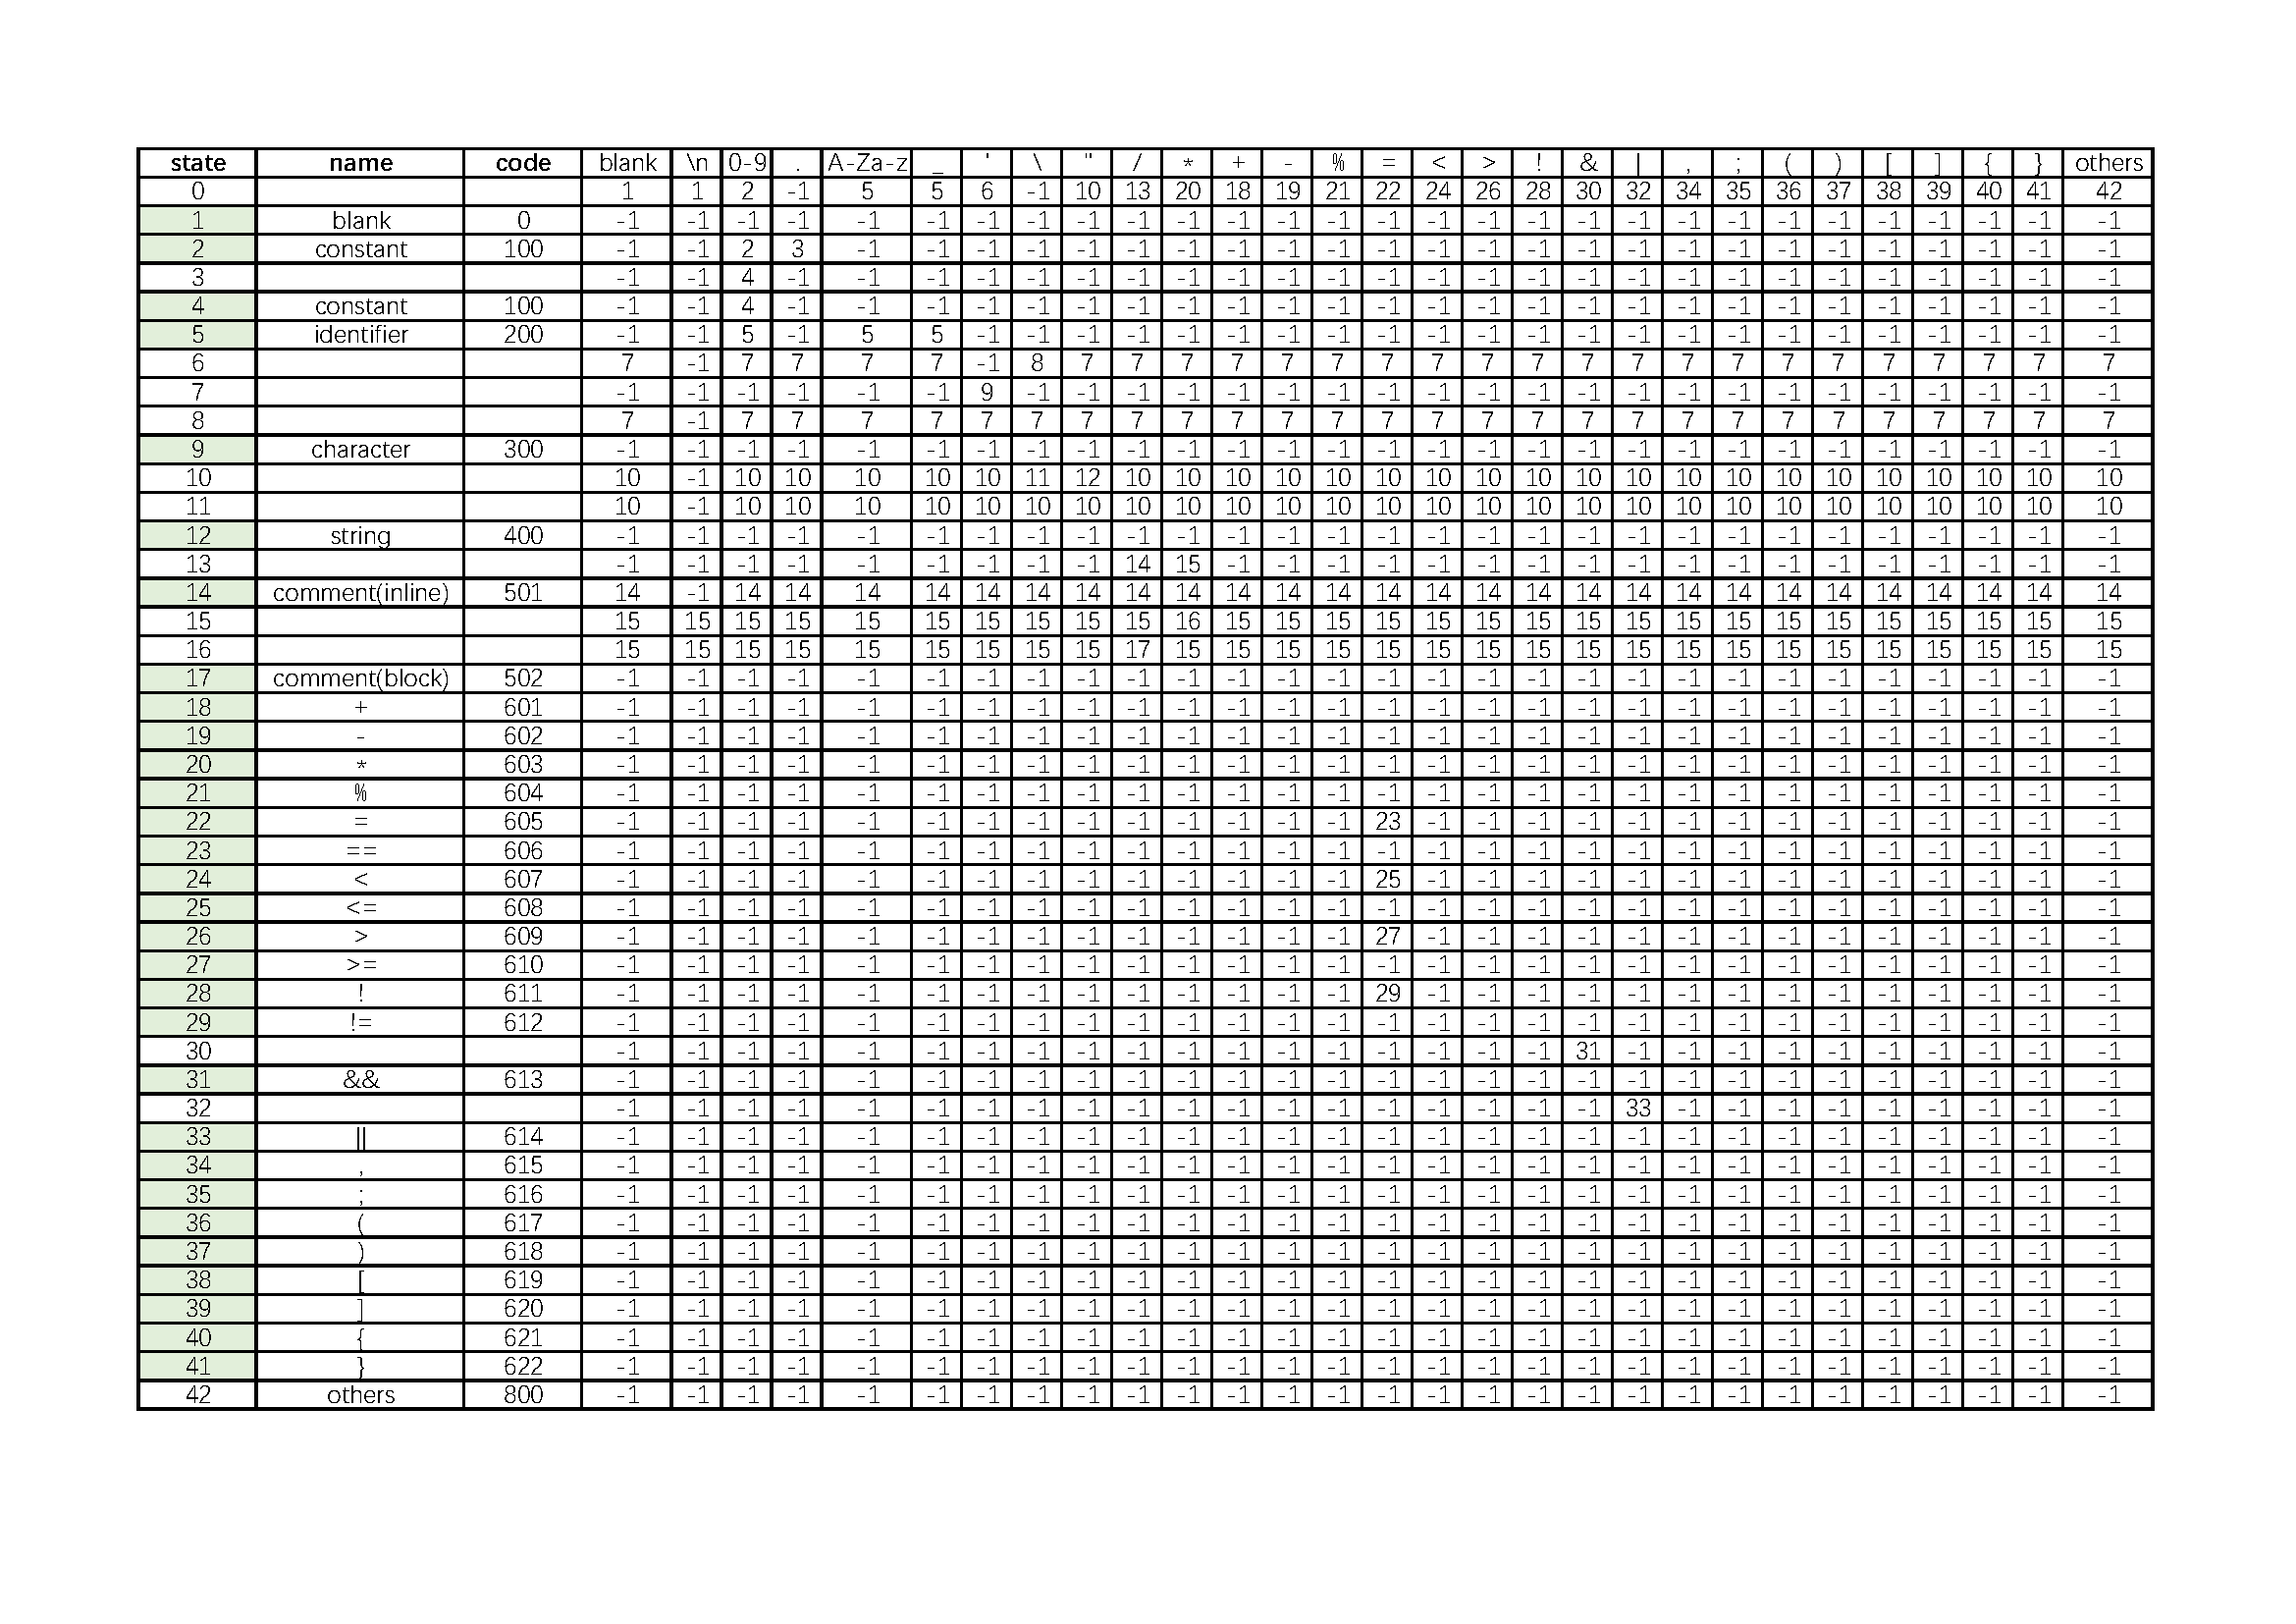 state name code blank \n 0-9 . A-Za-z _ ' \ " / * + - % = < > ! & | , ; ( ) [ ] { } others
0 1 1 2 -1 5 5 6 -1 10 13 20 18 19 21 22 24 26 28 30 32 34 35 36 37 38 39 40 41 42
1 blank 0 -1 -1 -1 -1 -1 -1 -1 -1 -1 -1 -1 -1 -1 -1 -1 -1 -1 -1 -1 -1 -1 -1 -1 -1 -1 -1 -1 -1 -1
2 constant 100 -1 -1 2 3 -1 -1 -1 -1 -1 -1 -1 -1 -1 -1 -1 -1 -1 -1 -1 -1 -1 -1 -1 -1 -1 -1 -1 -1 -1
3 -1 -1 4 -1 -1 -1 -1 -1 -1 -1 -1 -1 -1 -1 -1 -1 -1 -1 -1 -1 -1 -1 -1 -1 -1 -1 -1 -1 -1
4 constant 100 -1 -1 4 -1 -1 -1 -1 -1 -1 -1 -1 -1 -1 -1 -1 -1 -1 -1 -1 -1 -1 -1 -1 -1 -1 -1 -1 -1 -1
5 identifier 200 -1 -1 5 -1 5 5 -1 -1 -1 -1 -1 -1 -1 -1 -1 -1 -1 -1 -1 -1 -1 -1 -1 -1 -1 -1 -1 -1 -1
6 7 -1 7 7 7 7 -1 8 7 7 7 7 7 7 7 7 7 7 7 7 7 7 7 7 7 7 7 7 7
7 -1 -1 -1 -1 -1 -1 9 -1 -1 -1 -1 -1 -1 -1 -1 -1 -1 -1 -1 -1 -1 -1 -1 -1 -1 -1 -1 -1 -1
8 7 -1 7 7 7 7 7 7 7 7 7 7 7 7 7 7 7 7 7 7 7 7 7 7 7 7 7 7 7
9 character 300 -1 -1 -1 -1 -1 -1 -1 -1 -1 -1 -1 -1 -1 -1 -1 -1 -1 -1 -1 -1 -1 -1 -1 -1 -1 -1 -1 -1 -1
10 10 -1 10 10 10 10 10 11 12 10 10 10 10 10 10 10 10 10 10 10 10 10 10 10 10 10 10 10 10
11 10 -1 10 10 10 10 10 10 10 10 10 10 10 10 10 10 10 10 10 10 10 10 10 10 10 10 10 10 10
12 string 400 -1 -1 -1 -1 -1 -1 -1 -1 -1 -1 -1 -1 -1 -1 -1 -1 -1 -1 -1 -1 -1 -1 -1 -1 -1 -1 -1 -1 -1
13 -1 -1 -1 -1 -1 -1 -1 -1 -1 14 15 -1 -1 -1 -1 -1 -1 -1 -1 -1 -1 -1 -1 -1 -1 -1 -1 -1 -1
14 comment(inline) 501 14 -1 14 14 14 14 14 14 14 14 14 14 14 14 14 14 14 14 14 14 14 14 14 14 14 14 14 14 14
15 15 15 15 15 15 15 15 15 15 15 16 15 15 15 15 15 15 15 15 15 15 15 15 15 15 15 15 15 15
16 15 15 15 15 15 15 15 15 15 17 15 15 15 15 15 15 15 15 15 15 15 15 15 15 15 15 15 15 15
17 comment(block) 502 -1 -1 -1 -1 -1 -1 -1 -1 -1 -1 -1 -1 -1 -1 -1 -1 -1 -1 -1 -1 -1 -1 -1 -1 -1 -1 -1 -1 -1
18 + 601 -1 -1 -1 -1 -1 -1 -1 -1 -1 -1 -1 -1 -1 -1 -1 -1 -1 -1 -1 -1 -1 -1 -1 -1 -1 -1 -1 -1 -1
19 - 602 -1 -1 -1 -1 -1 -1 -1 -1 -1 -1 -1 -1 -1 -1 -1 -1 -1 -1 -1 -1 -1 -1 -1 -1 -1 -1 -1 -1 -1
20 * 603 -1 -1 -1 -1 -1 -1 -1 -1 -1 -1 -1 -1 -1 -1 -1 -1 -1 -1 -1 -1 -1 -1 -1 -1 -1 -1 -1 -1 -1
21 % 604 -1 -1 -1 -1 -1 -1 -1 -1 -1 -1 -1 -1 -1 -1 -1 -1 -1 -1 -1 -1 -1 -1 -1 -1 -1 -1 -1 -1 -1
22 = 605 -1 -1 -1 -1 -1 -1 -1 -1 -1 -1 -1 -1 -1 -1 23 -1 -1 -1 -1 -1 -1 -1 -1 -1 -1 -1 -1 -1 -1
23 == 606 -1 -1 -1 -1 -1 -1 -1 -1 -1 -1 -1 -1 -1 -1 -1 -1 -1 -1 -1 -1 -1 -1 -1 -1 -1 -1 -1 -1 -1
24 < 607 -1 -1 -1 -1 -1 -1 -1 -1 -1 -1 -1 -1 -1 -1 25 -1 -1 -1 -1 -1 -1 -1 -1 -1 -1 -1 -1 -1 -1
25 <= 608 -1 -1 -1 -1 -1 -1 -1 -1 -1 -1 -1 -1 -1 -1 -1 -1 -1 -1 -1 -1 -1 -1 -1 -1 -1 -1 -1 -1 -1
26 > 609 -1 -1 -1 -1 -1 -1 -1 -1 -1 -1 -1 -1 -1 -1 27 -1 -1 -1 -1 -1 -1 -1 -1 -1 -1 -1 -1 -1 -1
27 >= 610 -1 -1 -1 -1 -1 -1 -1 -1 -1 -1 -1 -1 -1 -1 -1 -1 -1 -1 -1 -1 -1 -1 -1 -1 -1 -1 -1 -1 -1
28 ! 611 -1 -1 -1 -1 -1 -1 -1 -1 -1 -1 -1 -1 -1 -1 29 -1 -1 -1 -1 -1 -1 -1 -1 -1 -1 -1 -1 -1 -1
29 != 612 -1 -1 -1 -1 -1 -1 -1 -1 -1 -1 -1 -1 -1 -1 -1 -1 -1 -1 -1 -1 -1 -1 -1 -1 -1 -1 -1 -1 -1
30 -1 -1 -1 -1 -1 -1 -1 -1 -1 -1 -1 -1 -1 -1 -1 -1 -1 -1 31 -1 -1 -1 -1 -1 -1 -1 -1 -1 -1
31 && 613 -1 -1 -1 -1 -1 -1 -1 -1 -1 -1 -1 -1 -1 -1 -1 -1 -1 -1 -1 -1 -1 -1 -1 -1 -1 -1 -1 -1 -1
32 -1 -1 -1 -1 -1 -1 -1 -1 -1 -1 -1 -1 -1 -1 -1 -1 -1 -1 -1 33 -1 -1 -1 -1 -1 -1 -1 -1 -1
33 || 614 -1 -1 -1 -1 -1 -1 -1 -1 -1 -1 -1 -1 -1 -1 -1 -1 -1 -1 -1 -1 -1 -1 -1 -1 -1 -1 -1 -1 -1
34 , 615 -1 -1 -1 -1 -1 -1 -1 -1 -1 -1 -1 -1 -1 -1 -1 -1 -1 -1 -1 -1 -1 -1 -1 -1 -1 -1 -1 -1 -1
35 ; 616 -1 -1 -1 -1 -1 -1 -1 -1 -1 -1 -1 -1 -1 -1 -1 -1 -1 -1 -1 -1 -1 -1 -1 -1 -1 -1 -1 -1 -1
36 ( 617 -1 -1 -1 -1 -1 -1 -1 -1 -1 -1 -1 -1 -1 -1 -1 -1 -1 -1 -1 -1 -1 -1 -1 -1 -1 -1 -1 -1 -1
37 ) 618 -1 -1 -1 -1 -1 -1 -1 -1 -1 -1 -1 -1 -1 -1 -1 -1 -1 -1 -1 -1 -1 -1 -1 -1 -1 -1 -1 -1 -1
38 [ 619 -1 -1 -1 -1 -1 -1 -1 -1 -1 -1 -1 -1 -1 -1 -1 -1 -1 -1 -1 -1 -1 -1 -1 -1 -1 -1 -1 -1 -1
39 ] 620 -1 -1 -1 -1 -1 -1 -1 -1 -1 -1 -1 -1 -1 -1 -1 -1 -1 -1 -1 -1 -1 -1 -1 -1 -1 -1 -1 -1 -1
40 { 621 -1 -1 -1 -1 -1 -1 -1 -1 -1 -1 -1 -1 -1 -1 -1 -1 -1 -1 -1 -1 -1 -1 -1 -1 -1 -1 -1 -1 -1
41 } 622 -1 -1 -1 -1 -1 -1 -1 -1 -1 -1 -1 -1 -1 -1 -1 -1 -1 -1 -1 -1 -1 -1 -1 -1 -1 -1 -1 -1 -1
42 others 800 -1 -1 -1 -1 -1 -1 -1 -1 -1 -1 -1 -1 -1 -1 -1 -1 -1 -1 -1 -1 -1 -1 -1 -1 -1 -1 -1 -1 -1